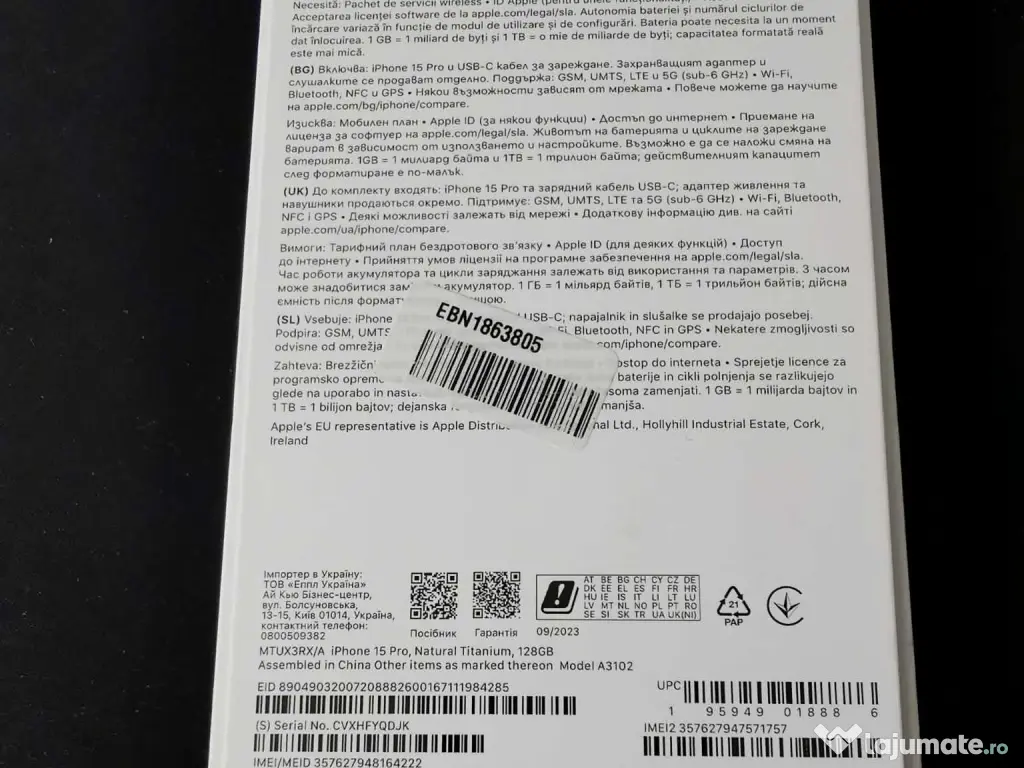 Necesită: Pachet de servicii wireless • ID Apple (pentru unele
Acceptarea licenței software de la apple.com/legal/sla. Autonomia bateriei și numărul ciclurilor de
încărcare variază în funcție de modul de utilizare și de configurări. Bateria poate necesita la un moment
dat înlocuirea. 1 GB = 1 miliard de byți și 1 TB = o mie de miliarde de byți; capacitatea formatată reală
este mai mică.
(BG) Включва: iPhone 15 Pro и USB-C кабел за зареждане. Захранващият адаптер и
слушалките се продават отделно. Поддържа: GSM, UMTS, LTE и 5G (sub-6 GHz) • Wi-Fi,
Bluetooth, NFC и GPS • Някои възможности зависят от мрежата • Повече можете да научите
на apple.com/bg/iphone/compare.
Изисква: Мобилен план • Apple ID (за някои функции) • Достъп до интернет • Приемане на
лиценза за софтуер на apple.com/legal/sla. Животът на батерията и циклите на зареждане
варират в зависимост от използването и настройките. Възможно е да се наложи смяна на
батерията. 1GB = 1 милиард байта и 1TB = 1 трилион байта; действителният капацитет
след форматиране е по-малък.
(UK) До комплекту входять: iPhone 15 Pro та зарядний кабель USB-C; адаптер живлення та
навушники продаються окремо. Підтримує: GSM, UMTS, LTE та 5G (sub-6 GHz) • Wi-Fi, Bluetooth,
NFC і GPS • Деякі можливості залежать від мережі • Додаткову інформацію див. на сайті
apple.com/ua/iphone/compare.
Вимоги: Тарифний план бездротового зв'язку • Apple ID (для деяких функцій) • Доступ
до інтернету • Прийняття умов ліцензії на програмне забезпечення на apple.com/legal/sla.
Час роботи акумулятора та цикли заряджання залежать від використання та параметрів. З часом
може знадобитися зам акумулятор. 1 ГБ = 1 мільярд байтів, 1 ТБ = 1 трильйон байтів; дійсна
ємність після формат
(SL) Vsebuje: iPhone USB-C; napajalnik in slušalke se prodajajo posebej.
Podpira: GSM, UMTS Bluetooth, NFC in GPS • Nekatere zmogljivosti so
odvisne od omrežja com/iphone/compare.
Zahteva: Brezžičn ostop do interneta • Sprejetje licence za
programsko opreme baterije in cikli polnjenja se razlikujejo
glede na uporabo in nasta soma zamenjati. 1 GB = 1 milijarda bajtov in
1 TB = 1 bilijon bajtov; dejanska manjša.
EBN1863805
Apple's EU representative is Apple Distrib nal Ltd., Hollyhill Industrial Estate, Cork,
Ireland
Імпортер в Україну:
ТОВ «Еппл Україна»
Ай Кью Бізнес-центр,
вул. Болсуновська,
13-15, Київ 01014, Україна,
контактний телефон:
0800509382
Посібник Гарантія
AT BE BG CH CY CZ DE
DK EE EL ES FI FR HR
HU IE IS IT LI LT LU
LV MT NL NO PL PT RO
SE SI SK TR UA UK(NI)
09/2023
21
PAP
MTUX3RX/A iPhone 15 Pro, Natural Titanium, 128GB
Assembled in China Other items as marked thereon Model A3102
EID 89049032007208882600167111984285
UPC
1 95949 01888 6
(S) Serial No. CVXHFYQDJK
IMEI2 357627947571757
IMEI/MEID 357627948164222
Lajumate.ro